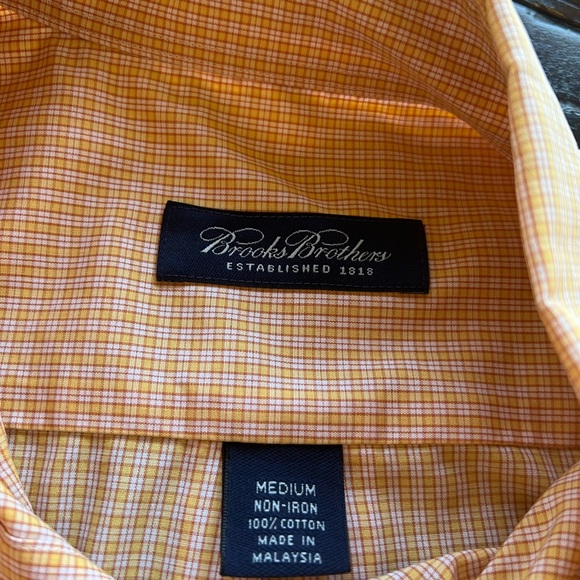 Brooks Brothers
ESTABLISHED 1818
MEDIUM
NON-IRON
100% COTTON
MADE IN
MALAYSIA